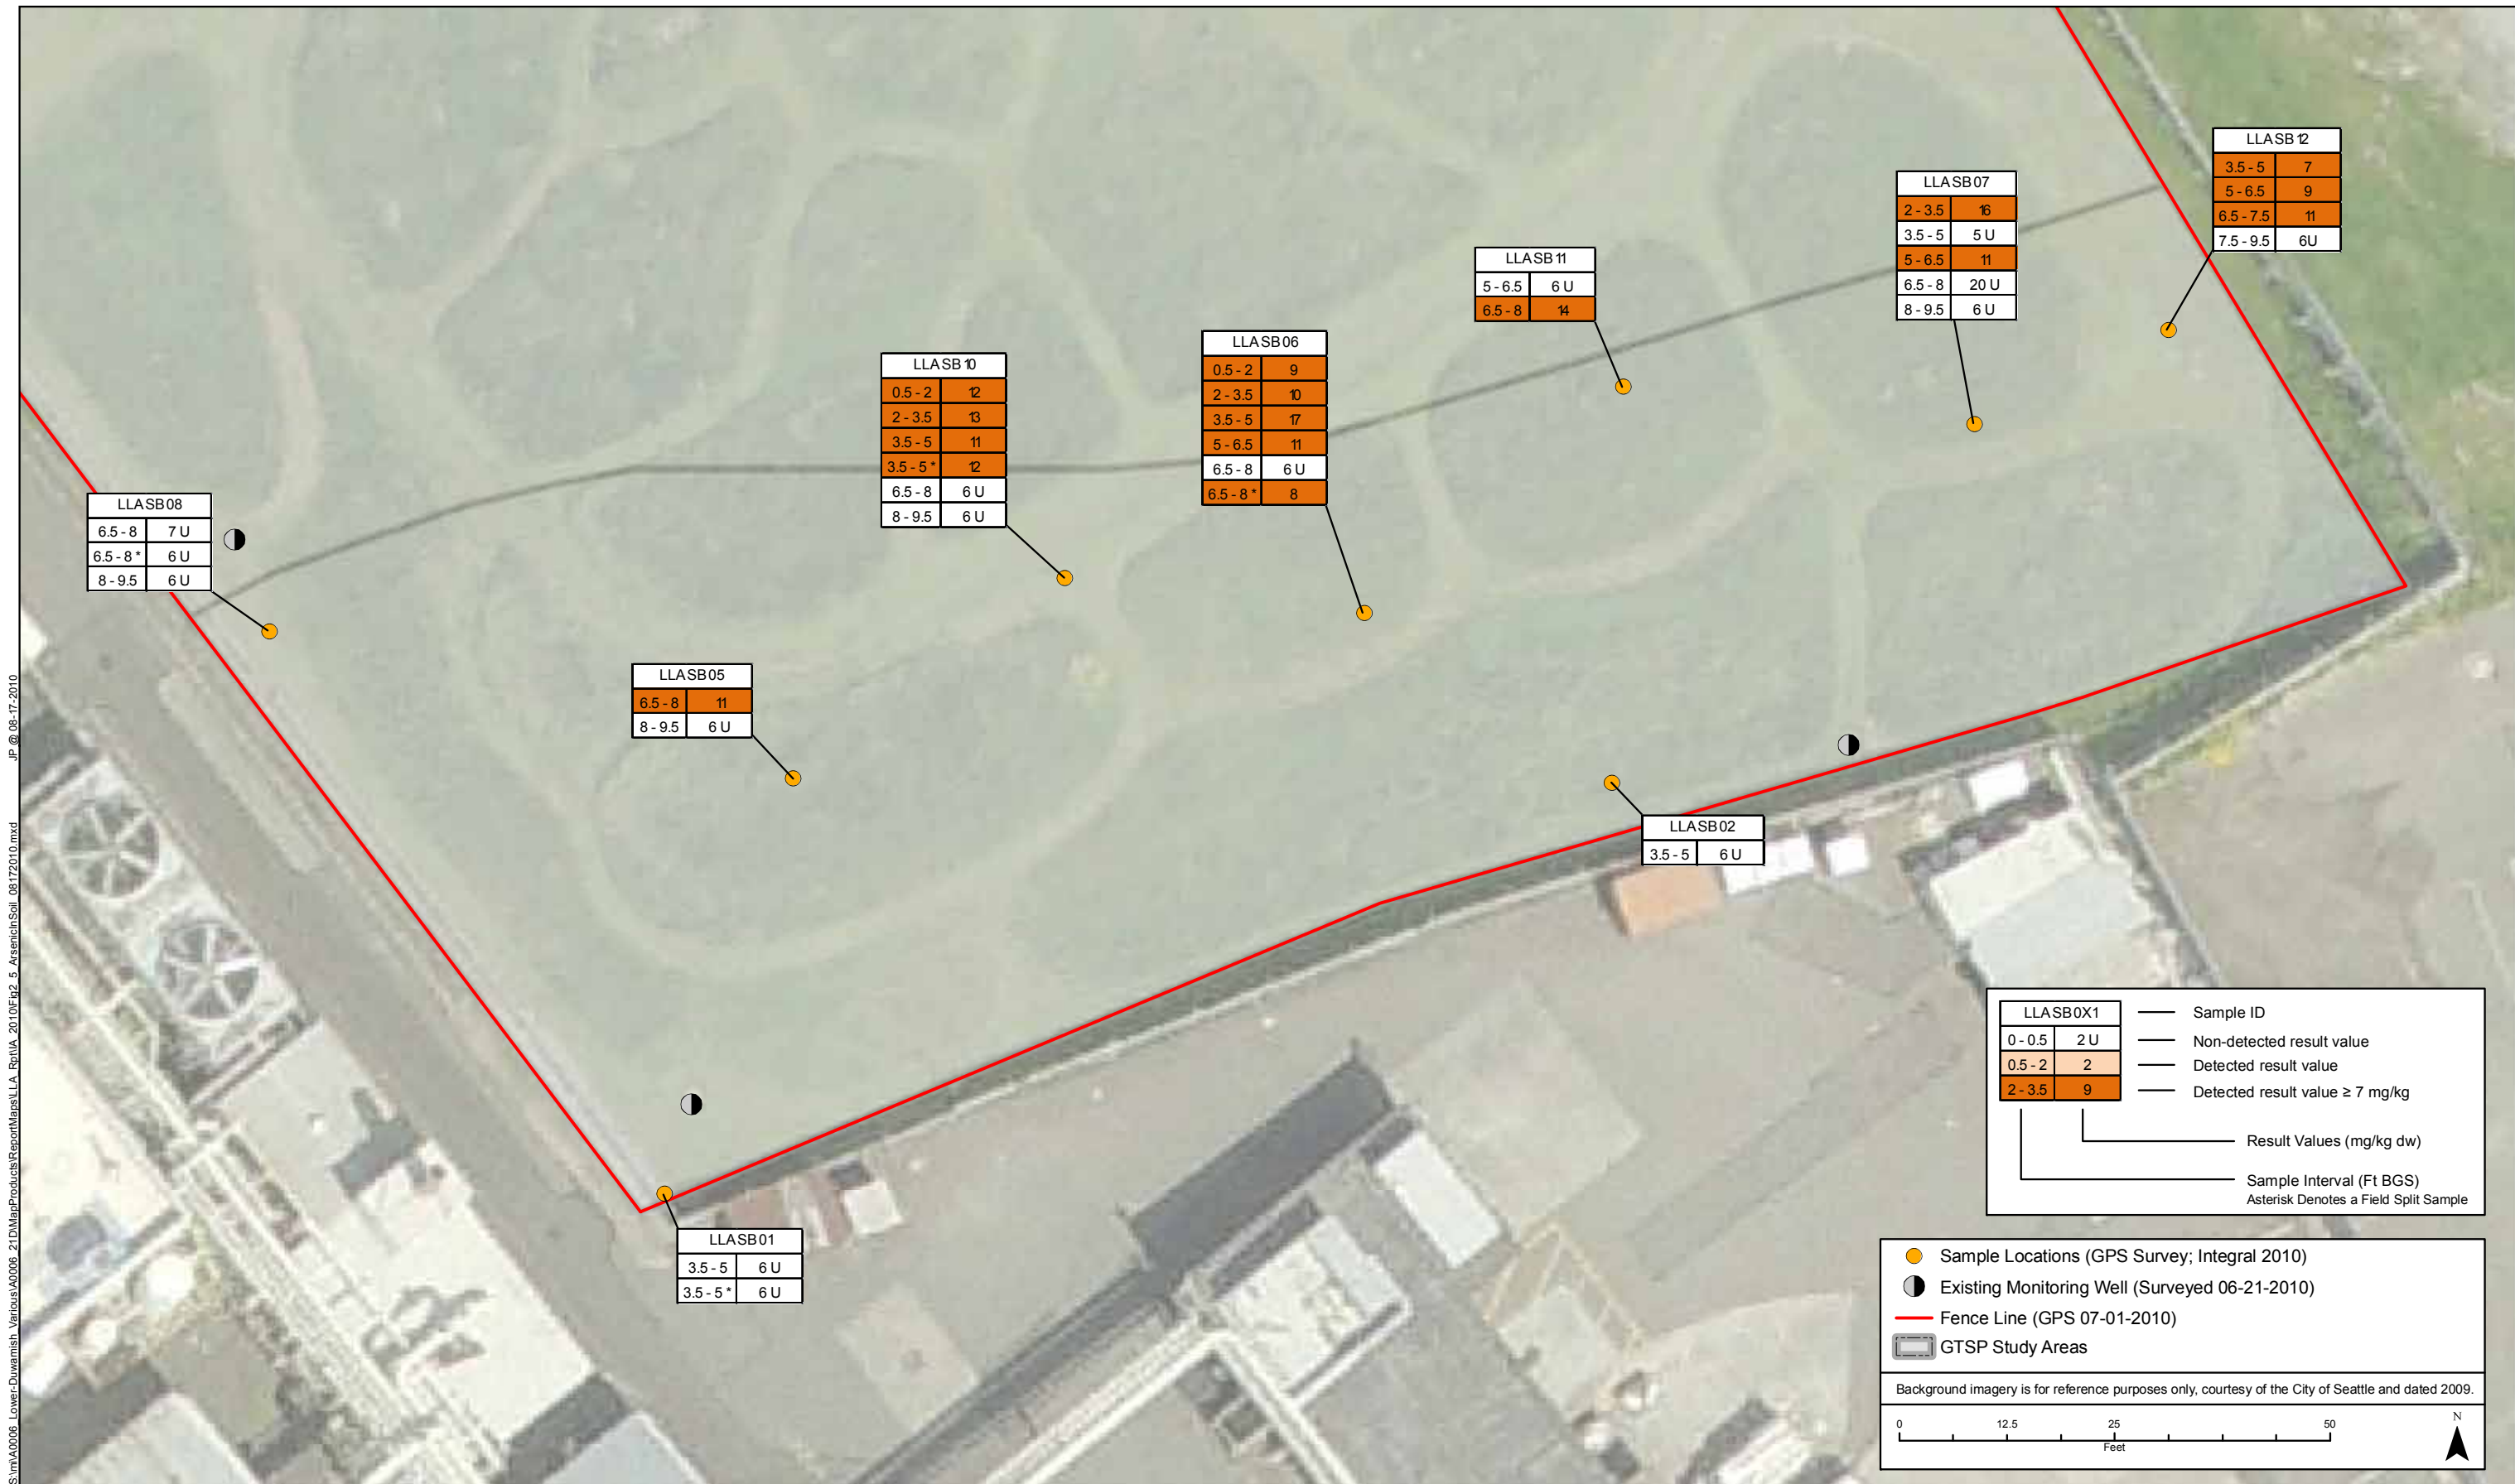 LLASB12
3.5 - 5 7
5 - 6.5 9
6.5 - 7.5 11
7.5 - 9.5 6U
LLASB07
2 - 3.5 16
3.5 - 5 5 U
5 - 6.5 11
6.5 - 8 20 U
8 - 9.5 6 U
LLASB11
5 - 6.5 6 U
6.5 - 8 14
LLASB06
0.5 - 2 9
2 - 3.5 10
3.5 - 5 17
5 - 6.5 11
6.5 - 8 6 U
6.5 - 8 * 8
LLASB10
0.5 - 2 12
2 - 3.5 13
3.5 - 5 11
3.5 - 5 * 12
6.5 - 8 6 U
8 - 9.5 6 U
LLASB08
6.5 - 8 7 U
6.5 - 8 * 6 U
8 - 9.5 6 U
LLASB05
6.5 - 8 11
8 - 9.5 6 U
LLASB02
3.5 - 5 6 U
LLASB01
3.5 - 5 6 U
3.5 - 5 * 6 U
LLASB0X1 Sample ID
0 - 0.5 2 U Non-detected result value
0.5 - 2 2 Detected result value
2 - 3.5 9 Detected result value ≥ 7 mg/kg
Result Values (mg/kg dw)
Sample Interval (Ft BGS)
Asterisk Denotes a Field Split Sample
Sample Locations (GPS Survey; Integral 2010)
Existing Monitoring Well (Surveyed 06-21-2010)
Fence Line (GPS 07-01-2010)
GTSP Study Areas
Background imagery is for reference purposes only, courtesy of the City of Seattle and dated 2009.
0 12.5 25 50
Feet
N
S:\ni\A0006_Lower-Duwamish_Various\A0006_21D\MapProducts\ReportMaps\LLA_Rpt\IA_2010\Fig2_5_ArsenicInSoil_08172010.mxd JP @ 08-17-2010